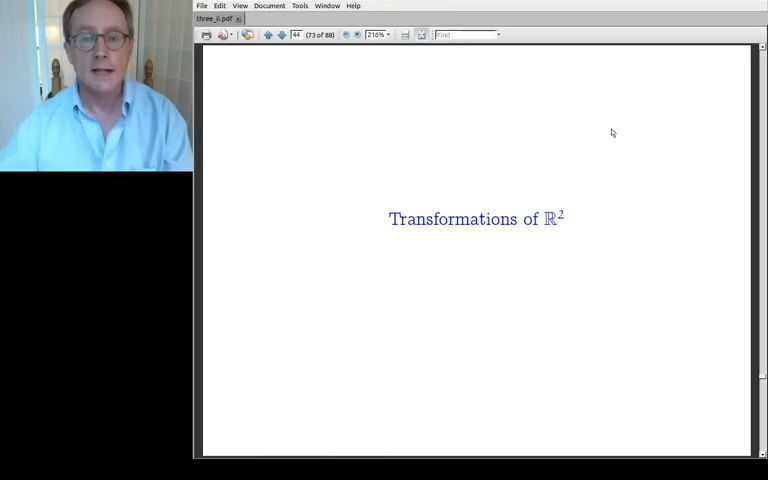 File Edit View Document Tools Window Help
three_ii.pdf
44 (73 of 88) 216% Find
Transformations of ℝ²